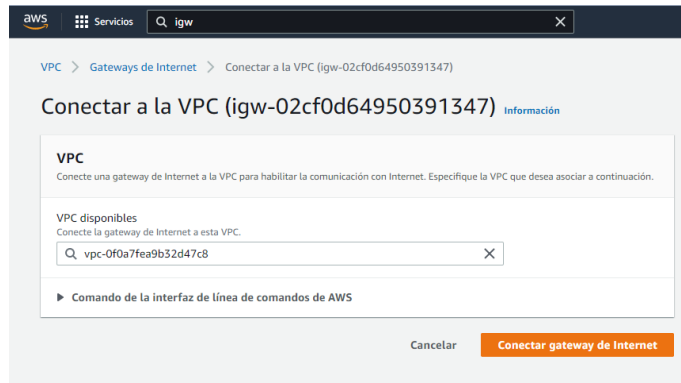 aws Servicios igw
VPC > Gateways de Internet > Conectar a la VPC (igw-02cf0d64950391347)
Conectar a la VPC (igw-02cf0d64950391347) Información
VPC
Conecte una gateway de Internet a la VPC para habilitar la comunicación con Internet. Especifique la VPC que desea asociar a continuación.
VPC disponibles
Conecte la gateway de Internet a esta VPC.
vpc-0f0a7fea9b32d47c8
Comando de la interfaz de línea de comandos de AWS
Cancelar Conectar gateway de Internet